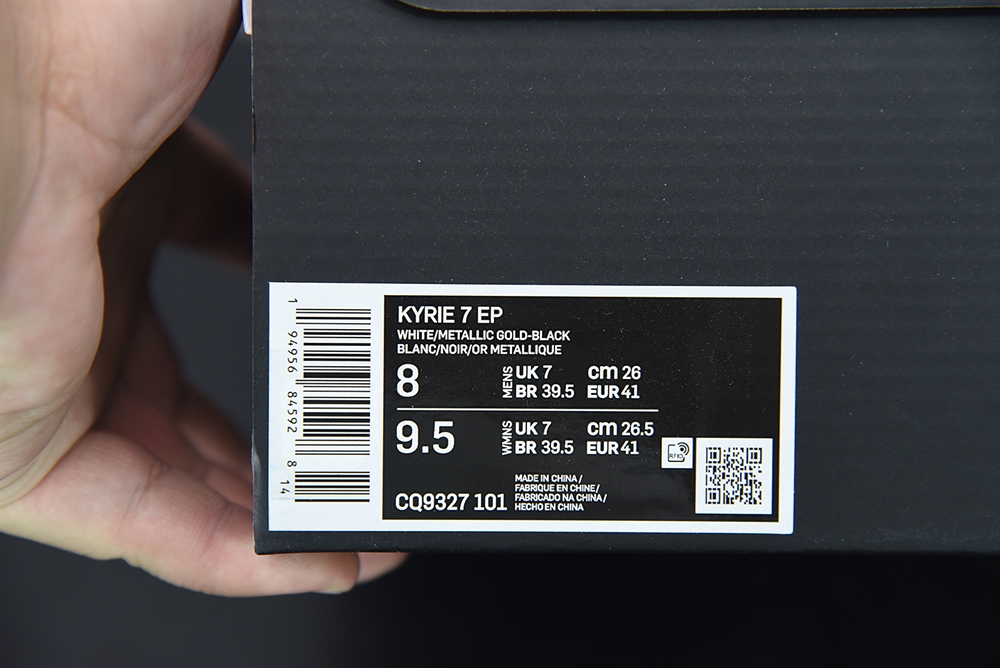 KYRIE 7 EP
WHITE/METALLIC GOLD-BLACK
BLANC/NOIR/OR METALLIQUE
8 MENS UK 7 cm 26
BR 39.5 EUR 41
9.5 WMNS UK 7 cm 26.5
BR 39.5 EUR 41
RFID
CQ9327 101
MADE IN CHINA /
FABRIQUE EN CHINE /
FABRICADO NA CHINA /
HECHO EN CHINA
1 94956 84592 8 14